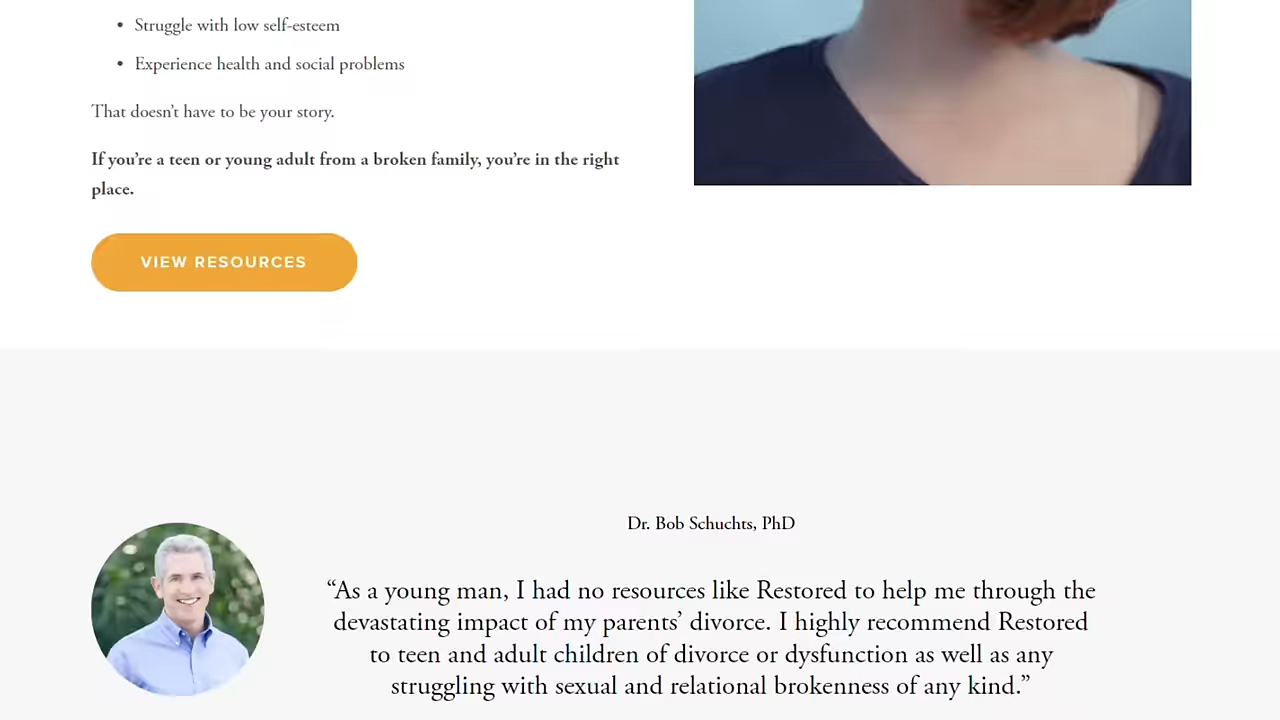 • Struggle with low self-esteem
• Experience health and social problems
That doesn’t have to be your story.
If you’re a teen or young adult from a broken family, you’re in the right
place.
VIEW RESOURCES
Dr. Bob Schuchts, PhD
“As a young man, I had no resources like Restored to help me through the
devastating impact of my parents’ divorce. I highly recommend Restored
to teen and adult children of divorce or dysfunction as well as any
struggling with sexual and relational brokenness of any kind.”